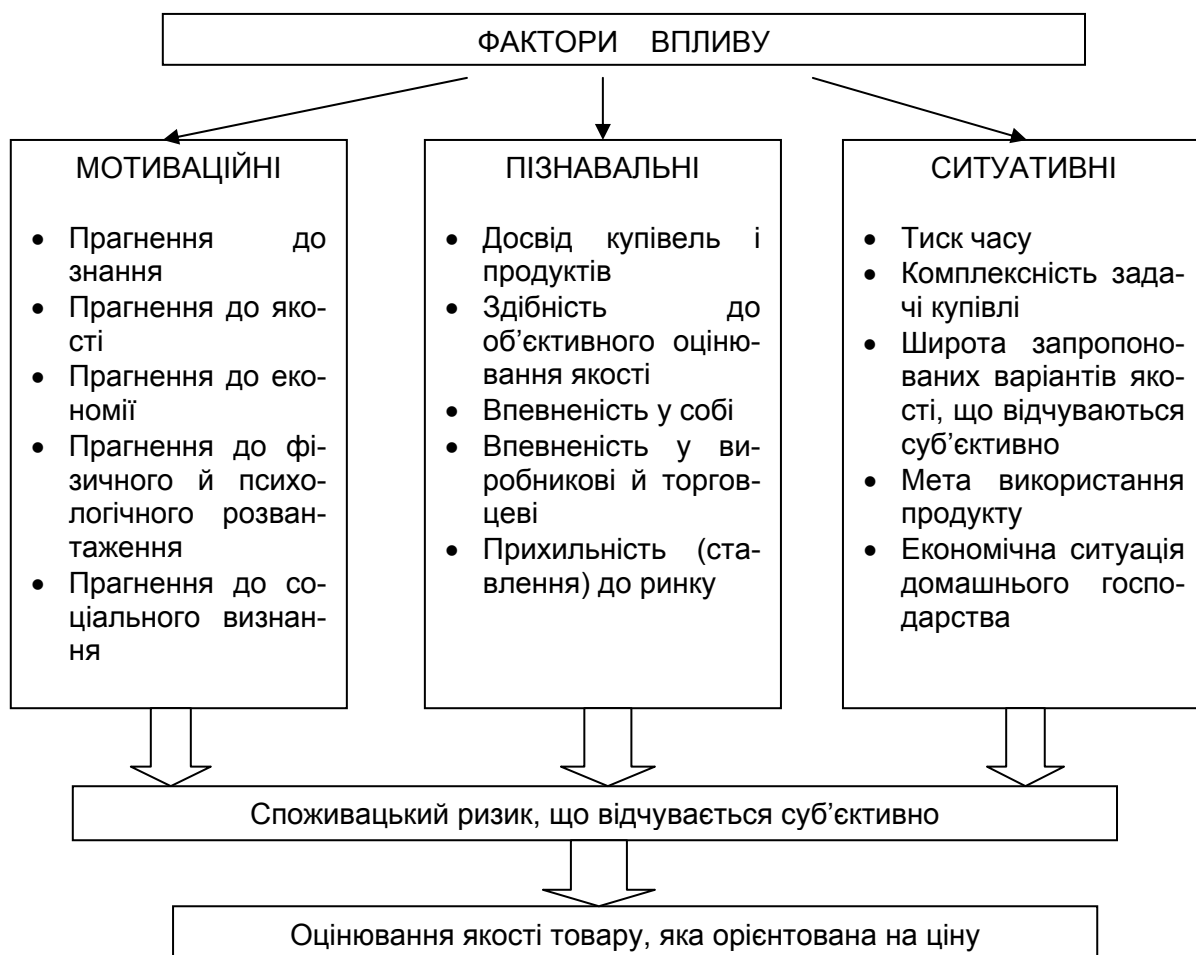 ФАКТОРИ ВПЛИВУ
МОТИВАЦІЙНІ
• Прагнення до
знання
• Прагнення до яко-
сті
• Прагнення до еко-
номії
• Прагнення до фі-
зичного й психо-
логічного розван-
таження
• Прагнення до со-
ціального визнан-
ня
ПІЗНАВАЛЬНІ
• Досвід купівель і
продуктів
• Здібність до
об’єктивного оціню-
вання якості
• Впевненість у собі
• Впевненість у ви-
робникові й торгов-
цеві
• Прихильність (ста-
влення) до ринку
СИТУАТИВНІ
• Тиск часу
• Комплексність зада-
чі купівлі
• Широта запропоно-
ваних варіантів яко-
сті, що відчуваються
суб’єктивно
• Мета використання
продукту
• Економічна ситуація
домашнього госпо-
дарства
Споживацький ризик, що відчувається суб’єктивно
Оцінювання якості товару, яка орієнтована на ціну